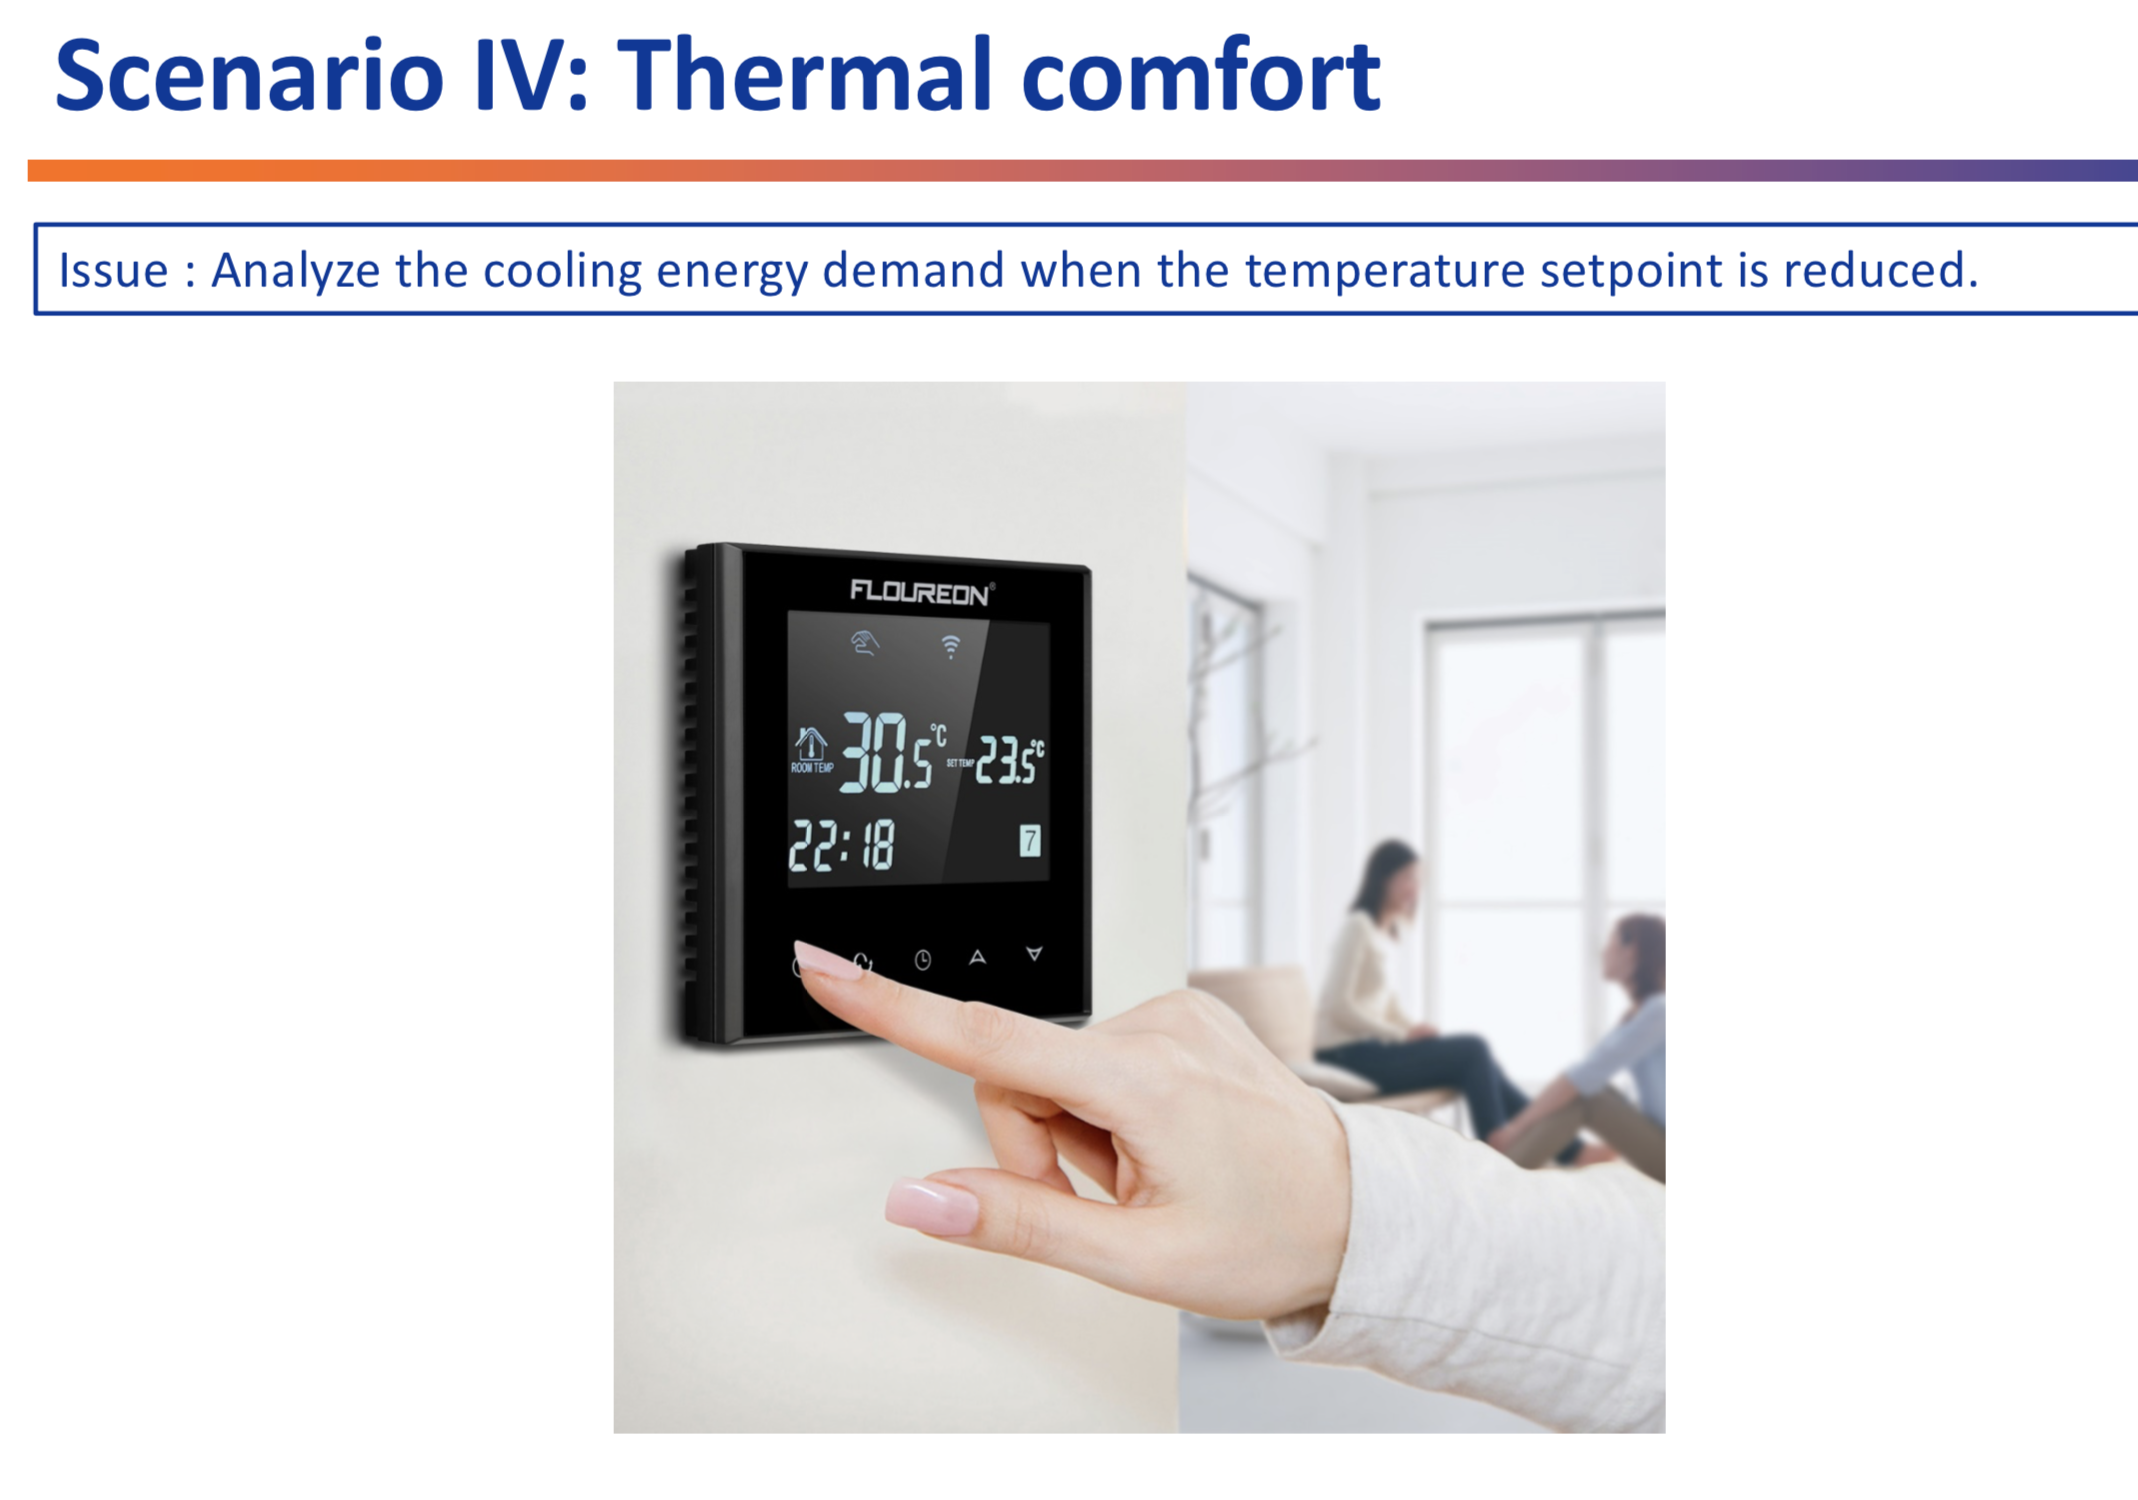 Scenario IV: Thermal comfort
Issue : Analyze the cooling energy demand when the temperature setpoint is reduced.
FLOUREON®
ROOM TEMP 30.5°C SET TEMP 23.5°C
22:18 7